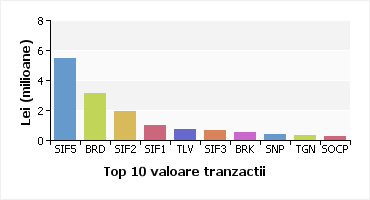 Lei (milioane)
8
6
4
2
0
SIF5 BRD SIF2 SIF1 TLV SIF3 BRK SNP TGN SOCP
Top 10 valoare tranzactii